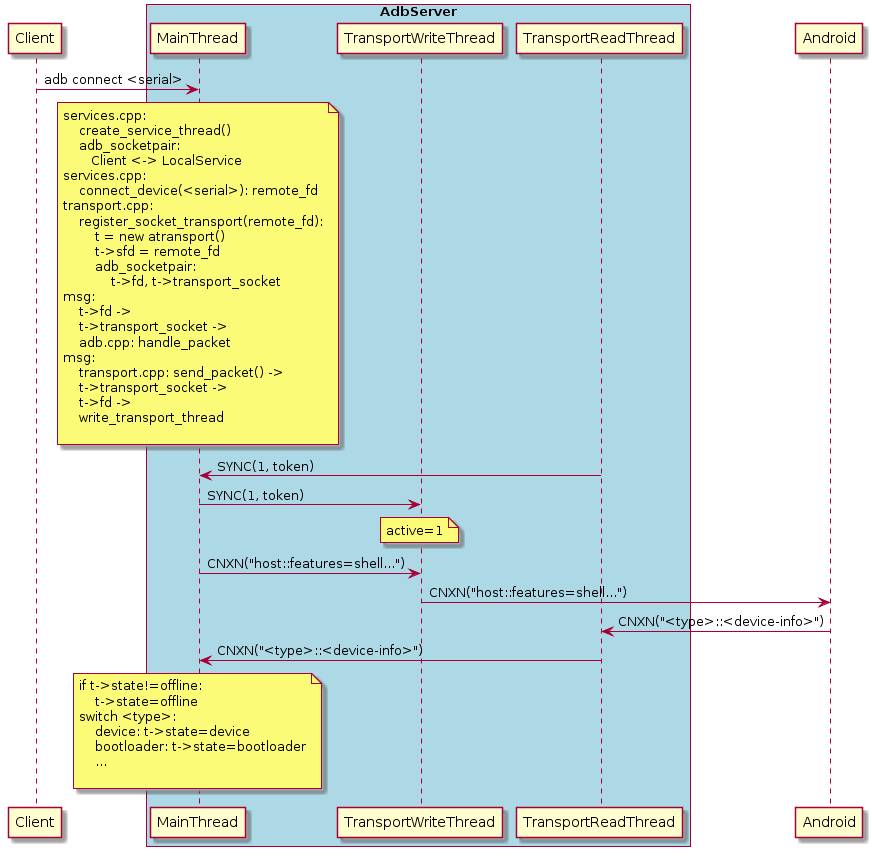 AdbServer
Client MainThread TransportWriteThread TransportReadThread Android
adb connect <serial>
services.cpp:
create_service_thread()
adb_socketpair:
Client <-> LocalService
services.cpp:
connect_device(<serial>): remote_fd
transport.cpp:
register_socket_transport(remote_fd):
t = new atransport()
t->sfd = remote_fd
adb_socketpair:
t->fd, t->transport_socket
msg:
t->fd ->
t->transport_socket ->
adb.cpp: handle_packet
msg:
transport.cpp: send_packet() ->
t->transport_socket ->
t->fd ->
write_transport_thread
SYNC(1, token)
SYNC(1, token)
active=1
CNXN("host::features=shell...")
CNXN("host::features=shell...")
CNXN("<type>::<device-info>")
CNXN("<type>::<device-info>")
if t->state!=offline:
t->state=offline
switch <type>:
device: t->state=device
bootloader: t->state=bootloader
...
Client MainThread TransportWriteThread TransportReadThread Android